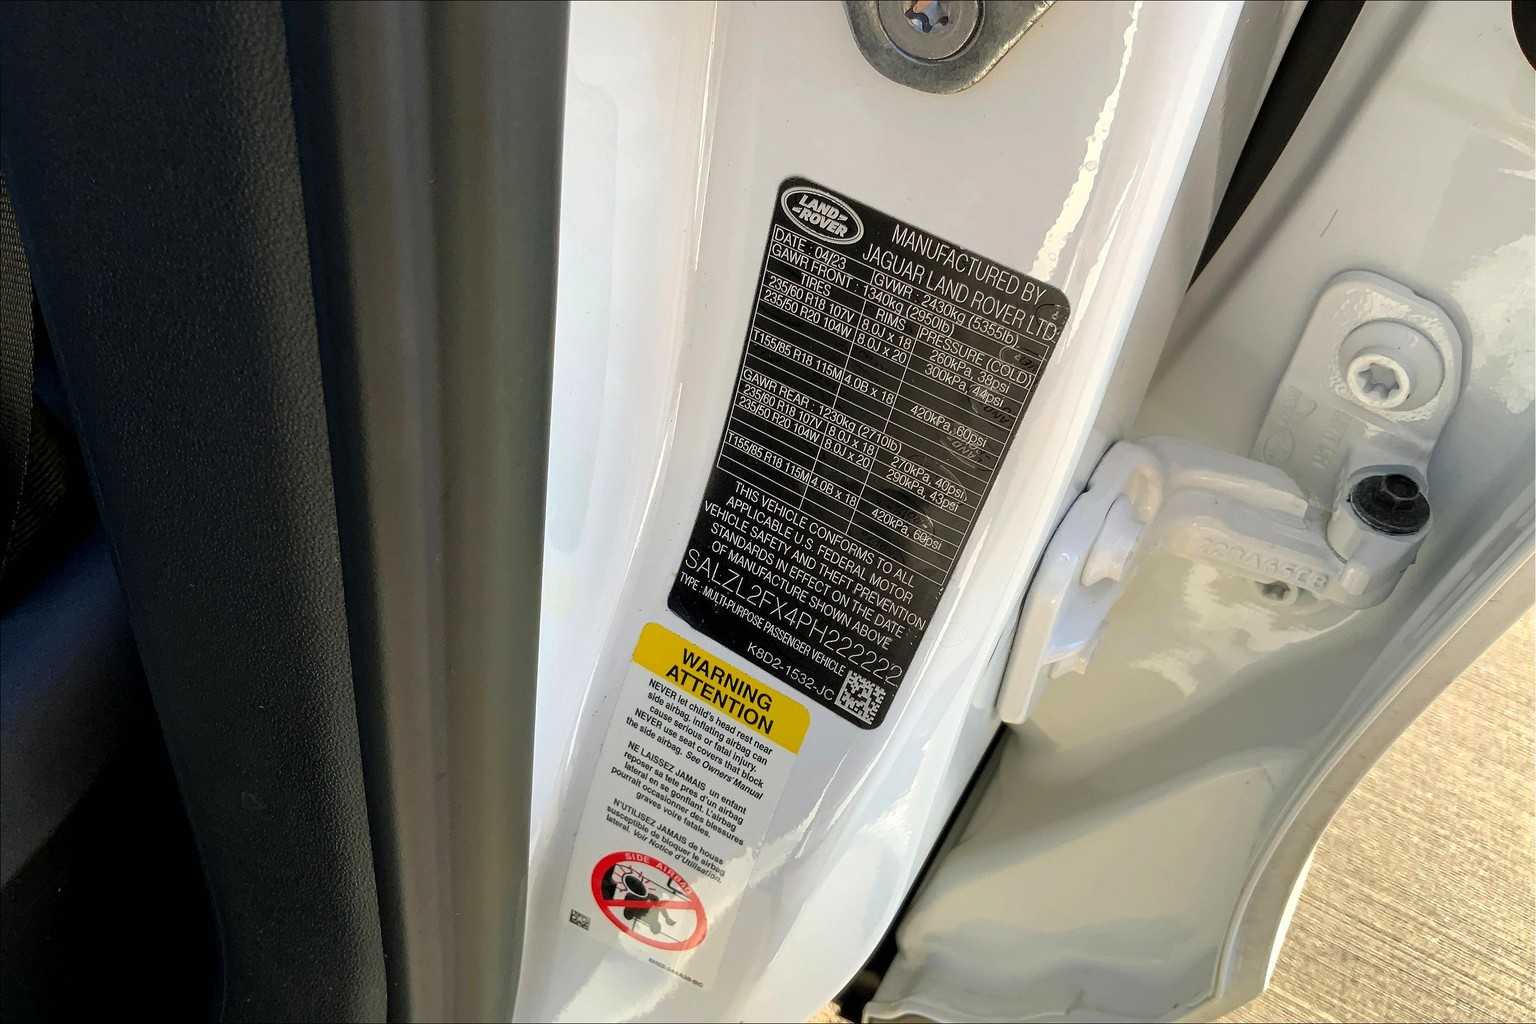 LAND ROVER
MANUFACTURED BY
JAGUAR LAND ROVER LTD
DATE : 04/23 GVWR : 2430kg (5355lb)
GAWR FRONT : 1340kg (2950lb)
TIRES RIMS PRESSURE (COLD)
235/60 R18 107V 8.0J x 18 260kPa, 38psi
235/50 R20 104W 8.0J x 20 300kPa, 44psi
T155/85 R18 115M 4.0B x 18 420kPa, 60psi
GAWR REAR : 1230kg (2710lb)
235/60 R18 107V 8.0J x 18 270kPa, 40psi
235/50 R20 104W 8.0J x 20 290kPa, 43psi
T155/85 R18 115M 4.0B x 18 420kPa, 60psi
THIS VEHICLE CONFORMS TO ALL
APPLICABLE U.S. FEDERAL MOTOR
VEHICLE SAFETY AND THEFT PREVENTION
STANDARDS IN EFFECT ON THE DATE
OF MANUFACTURE SHOWN ABOVE
SALZL2FX4PH222222
TYPE : MULTI-PURPOSE PASSENGER VEHICLE
K8D2-1532-JC
WARNING
ATTENTION
NEVER let child's head rest near
side airbag, inflating airbag can
cause serious or fatal injury.
NEVER use seat covers that block
the side airbag. See Owners' Manual
NE LAISSEZ JAMAIS un enfant
reposer sa tete pres d'un airbag
lateral en se gonflant. L'airbag
pourrait occasionner des blessures
graves voire fatales.
N'UTILISEZ JAMAIS de housse
susceptible de bloquer le airbag
lateral. Voir Notice d'Utilisation.
SIDE AIRBAG